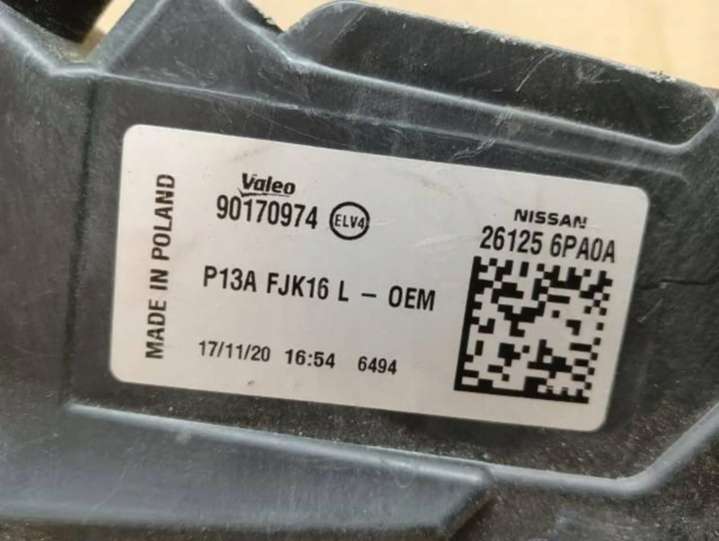 MADE IN POLAND
Valeo
90170974 ELV4
P13A FJK16 L - OEM
17/11/20 16:54 6494
NISSAN
26125 6PA0A